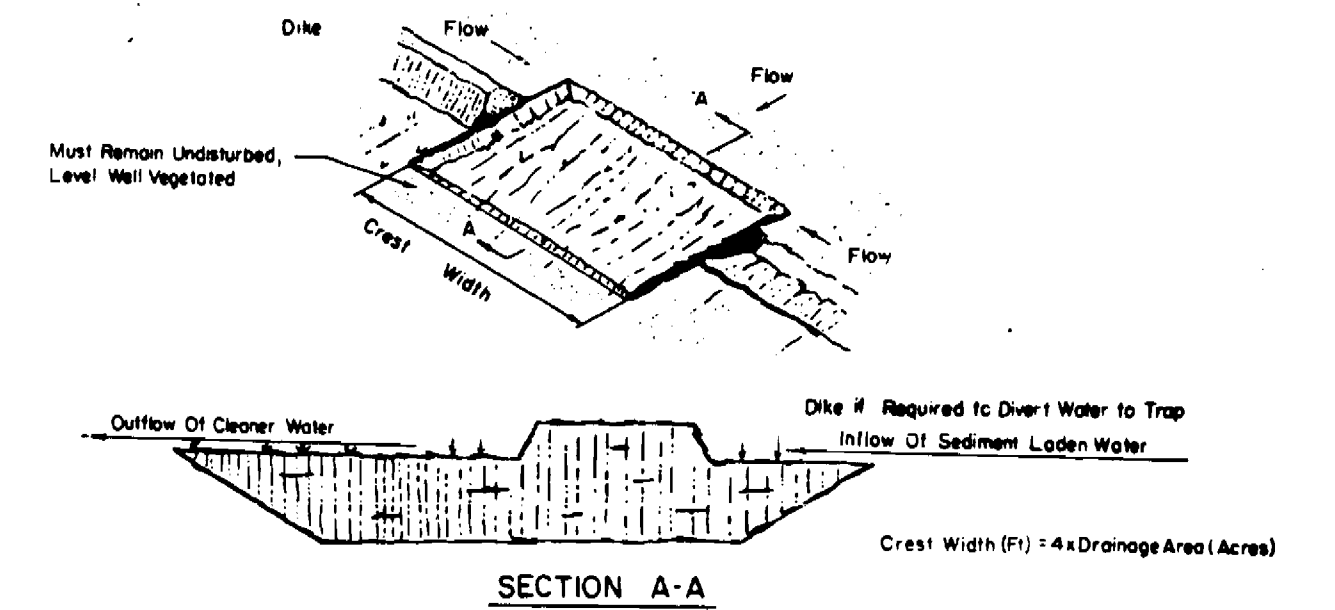 Dike
Flow
Flow
A
Must Remain Undisturbed,
Level Well Vegetated
A
Flow
Crest Width
Outflow Of Cleaner Water
Dike if Required to Divert Water to Trap
Inflow Of Sediment Laden Water
Crest Width (Ft) = 4 x Drainage Area (Acres)
SECTION A-A